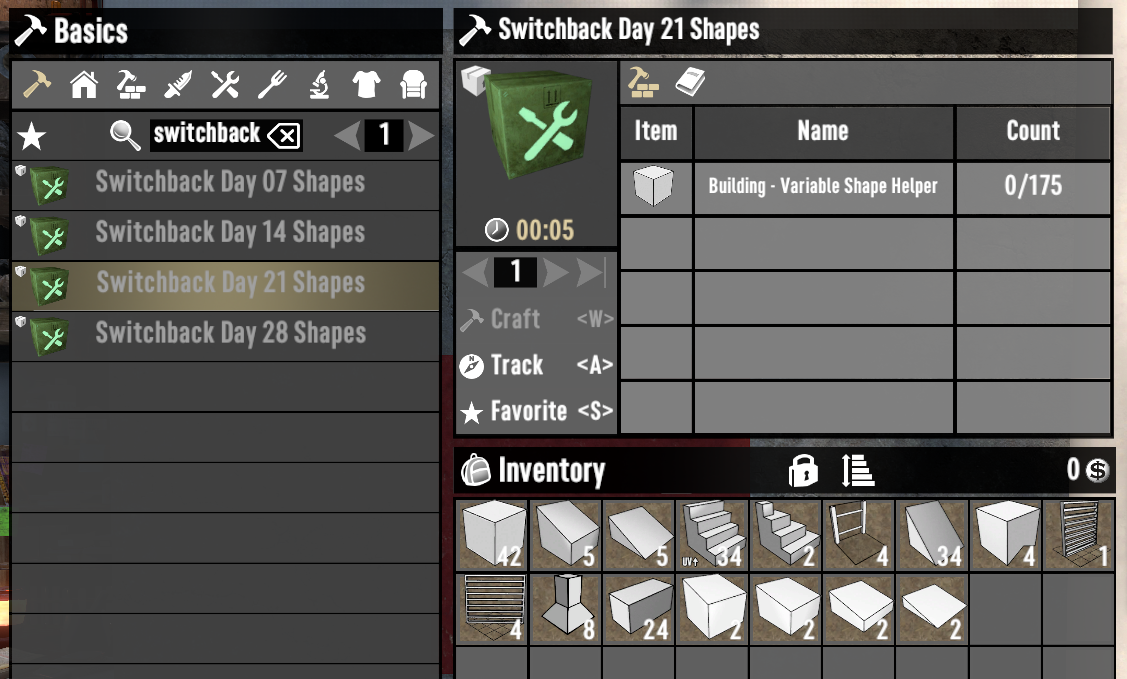 Basics
switchback
1
Switchback Day 07 Shapes
Switchback Day 14 Shapes
Switchback Day 21 Shapes
Switchback Day 28 Shapes
Switchback Day 21 Shapes
00:05
1
Craft <W>
Track <A>
Favorite <S>
Item Name Count
Building - Variable Shape Helper 0/175
Inventory 0
42 5 5 UV↑ 34 2 4 34 4 1
4 8 24 2 2 2 2